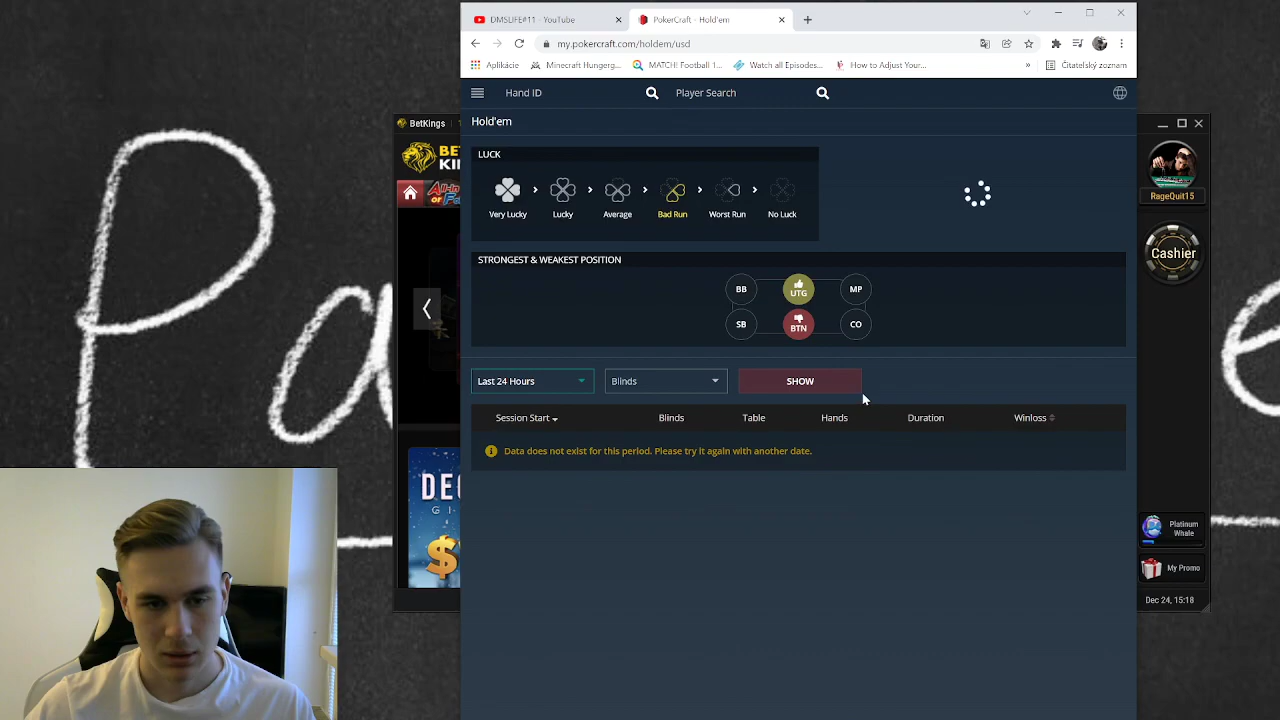 DMSLIFE#11 - YouTube
PokerCraft - Hold'em
my.pokercraft.com/holdem/usd
Aplikácie
Minecraft Hungerg...
MATCH! Football 1...
Watch all Episodes...
How to Adjust Your...
»
Čitateľský zoznam
Hand ID
Player Search
Hold'em
LUCK
Very Lucky
Lucky
Average
Bad Run
Worst Run
No Luck
STRONGEST & WEAKEST POSITION
BB
UTG
MP
SB
BTN
CO
Last 24 Hours
Blinds
SHOW
Session Start
Blinds
Table
Hands
Duration
Winloss
Data does not exist for this period. Please try it again with another date.
BetKings
All-In
or Fo
RageQuit15
Cashier
Platinum
Whale
My Promo
Dec 24, 15:18